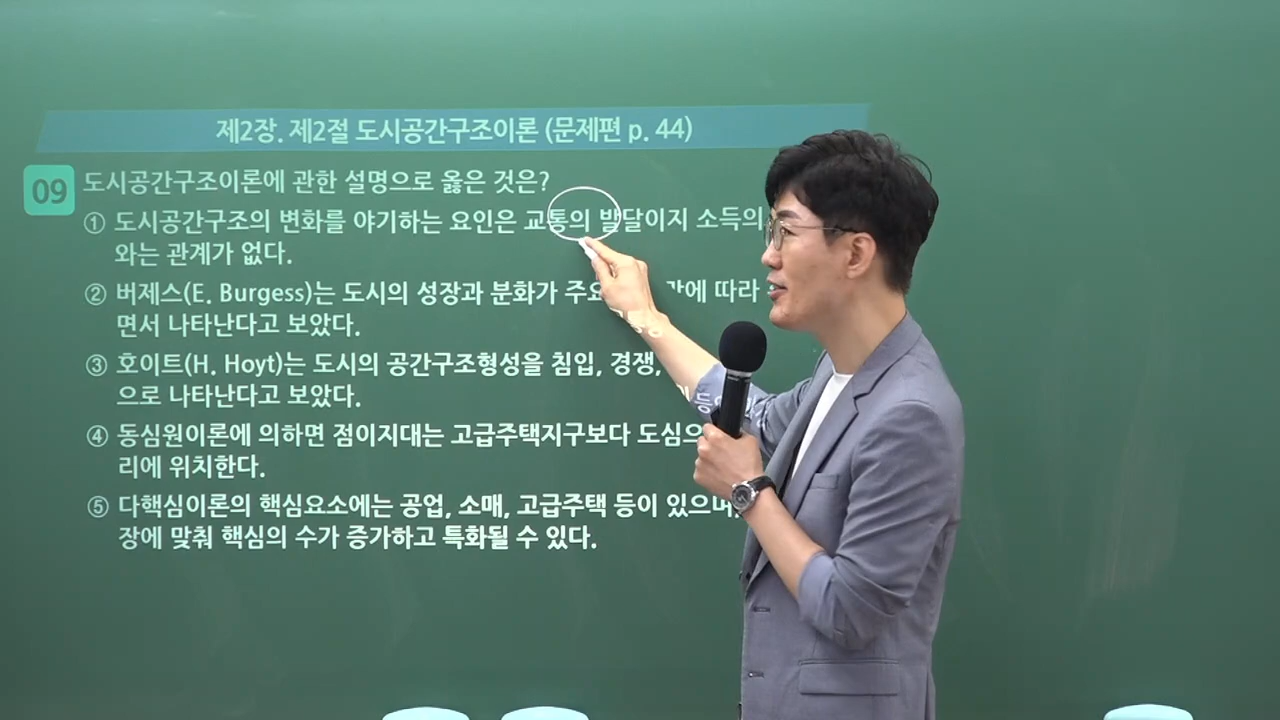 제2장. 제2절 도시공간구조이론 (문제편 p. 44)
09 도시공간구조이론에 관한 설명으로 옳은 것은?
① 도시공간구조의 변화를 야기하는 요인은 교통의 발달이지 소득의
와는 관계가 없다.
② 버제스(E. Burgess)는 도시의 성장과 분화가 따라
면서 나타난다고 보았다.
③ 호이트(H. Hoyt)는 도시의 공간구조형성을 침입, 경쟁,
으로 나타난다고 보았다.
④ 동심원이론에 의하면 점이지대는 고급주택지구보다
리에 위치한다.
⑤ 다핵심이론의 핵심요소에는 공업, 소매, 고급주택 등이 있으며,
장에 맞춰 핵심의 수가 증가하고 특화될 수 있다.